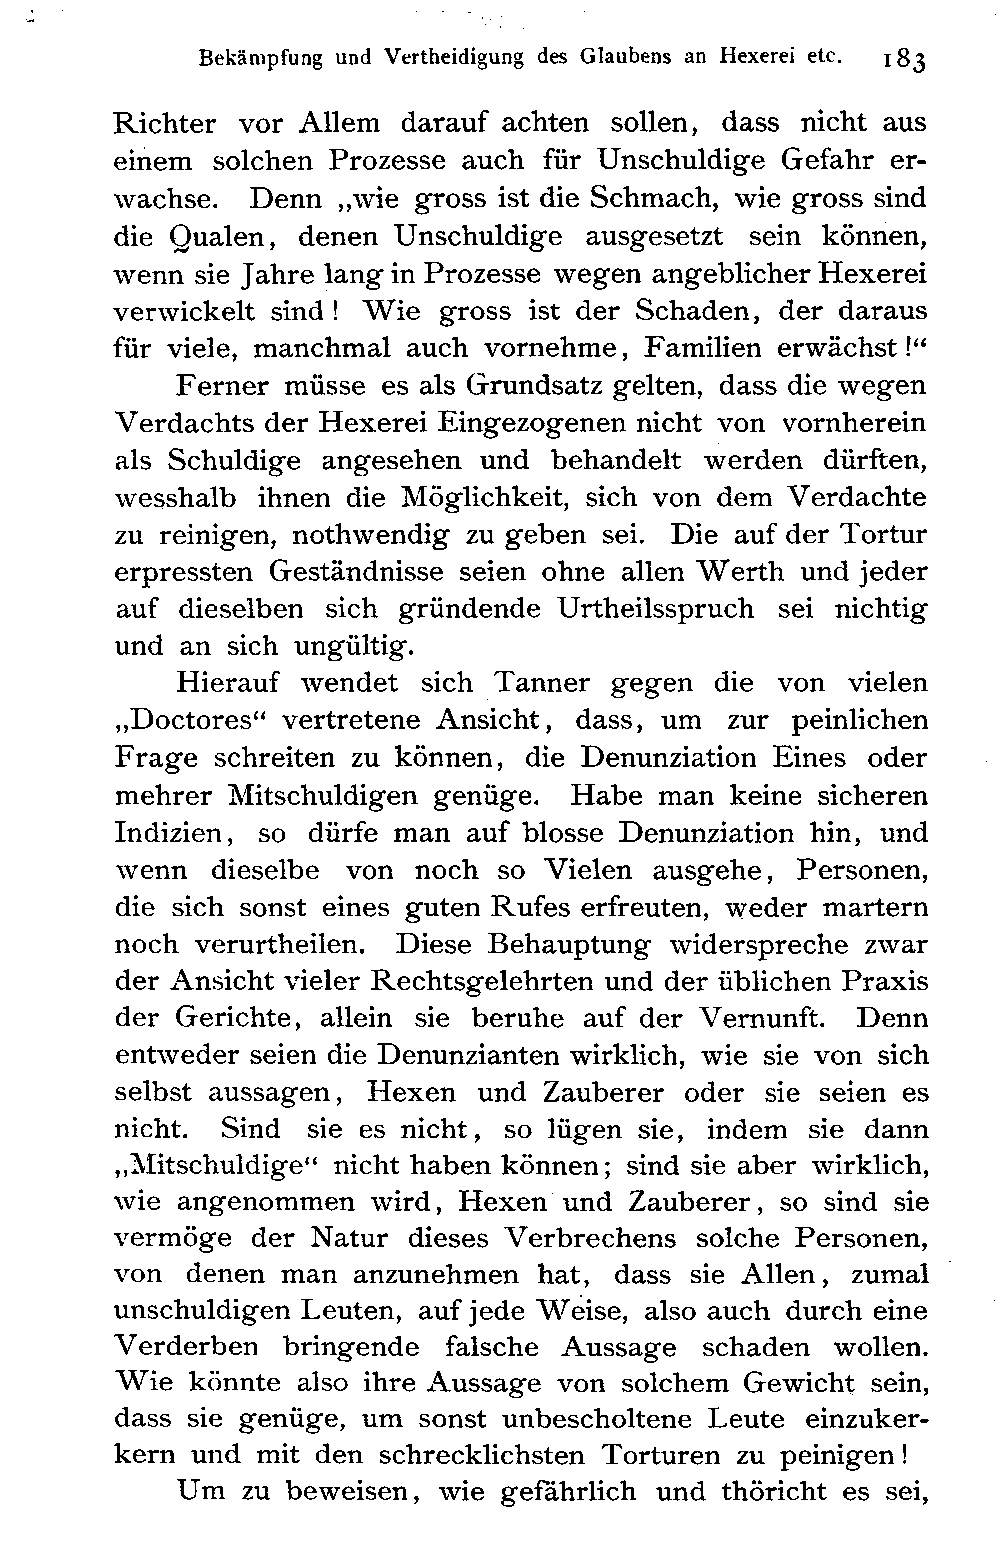 Bekämpfung und Vertheidigung des Glaubens an Hexerei etc. 183
Richter vor Allem darauf achten sollen, dass nicht aus
einem solchen Prozesse auch für Unschuldige Gefahr er-
wachse. Denn „wie gross ist die Schmach, wie gross sind
die Qualen, denen Unschuldige ausgesetzt sein können,
wenn sie Jahre lang in Prozesse wegen angeblicher Hexerei
verwickelt sind! Wie gross ist der Schaden, der daraus
für viele, manchmal auch vornehme, Familien erwächst!“
Ferner müsse es als Grundsatz gelten, dass die wegen
Verdachts der Hexerei Eingezogenen nicht von vornherein
als Schuldige angesehen und behandelt werden dürften,
wesshalb ihnen die Möglichkeit, sich von dem Verdachte
zu reinigen, nothwendig zu geben sei. Die auf der Tortur
erpressten Geständnisse seien ohne allen Werth und jeder
auf dieselben sich gründende Urtheilsspruch sei nichtig
und an sich ungültig.
Hierauf wendet sich Tanner gegen die von vielen
„Doctores“ vertretene Ansicht, dass, um zur peinlichen
Frage schreiten zu können, die Denunziation Eines oder
mehrer Mitschuldigen genüge. Habe man keine sicheren
Indizien, so dürfe man auf blosse Denunziation hin, und
wenn dieselbe von noch so Vielen ausgehe, Personen,
die sich sonst eines guten Rufes erfreuten, weder martern
noch verurtheilen. Diese Behauptung widerspreche zwar
der Ansicht vieler Rechtsgelehrten und der üblichen Praxis
der Gerichte, allein sie beruhe auf der Vernunft. Denn
entweder seien die Denunzianten wirklich, wie sie von sich
selbst aussagen, Hexen und Zauberer oder sie seien es
nicht. Sind sie es nicht, so lügen sie, indem sie dann
„Mitschuldige“ nicht haben können; sind sie aber wirklich,
wie angenommen wird, Hexen und Zauberer, so sind sie
vermöge der Natur dieses Verbrechens solche Personen,
von denen man anzunehmen hat, dass sie Allen, zumal
unschuldigen Leuten, auf jede Weise, also auch durch eine
Verderben bringende falsche Aussage schaden wollen.
Wie könnte also ihre Aussage von solchem Gewicht sein,
dass sie genüge, um sonst unbescholtene Leute einzuker-
kern und mit den schrecklichsten Torturen zu peinigen!
Um zu beweisen, wie gefährlich und thöricht es sei,